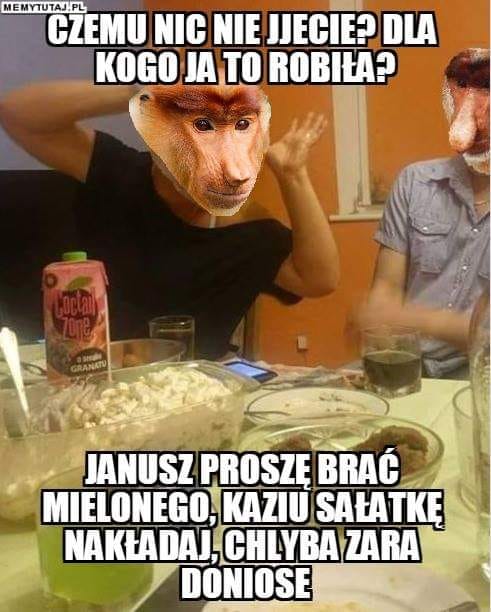 MEMYTUTAJ.PL
CZEMU NIC NIE JJECIE? DLA
KOGO JA TO ROBIŁA?
Coctail
Zone
o smaku
GRANATU
JANUSZ PROSZĘ BRAĆ
MIELONEGO, KAZIU SAŁATKĘ
NAKŁADAJ, CHLYBA ZARA
DONIOSE